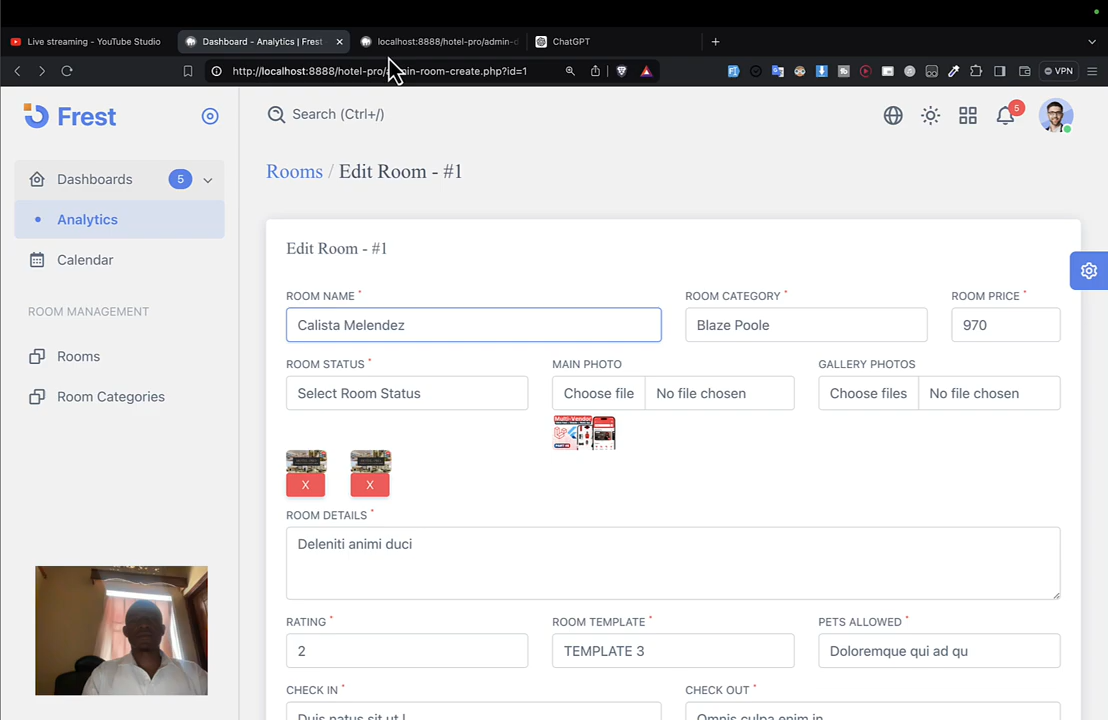 Live streaming - YouTube Studio
Dashboard - Analytics | Frest
localhost:8888/hotel-pro/admin-d
ChatGPT
http://localhost:8888/hotel-pro/admin-room-create.php?id=1
VPN
Frest
Search (Ctrl+/)
5
Dashboards
5
Analytics
Calendar
ROOM MANAGEMENT
Rooms
Room Categories
Rooms / Edit Room - #1
Edit Room - #1
ROOM NAME * ROOM CATEGORY * ROOM PRICE *
Calista Melendez Blaze Poole 970
ROOM STATUS * MAIN PHOTO GALLERY PHOTOS
Select Room Status Choose file No file chosen Choose files No file chosen
Multi-Vendor
X X
ROOM DETAILS *
Deleniti animi duci
RATING * ROOM TEMPLATE * PETS ALLOWED *
2 TEMPLATE 3 Doloremque qui ad qu
CHECK IN * CHECK OUT *
Duis natus sit ut l Omnis culpa enim in